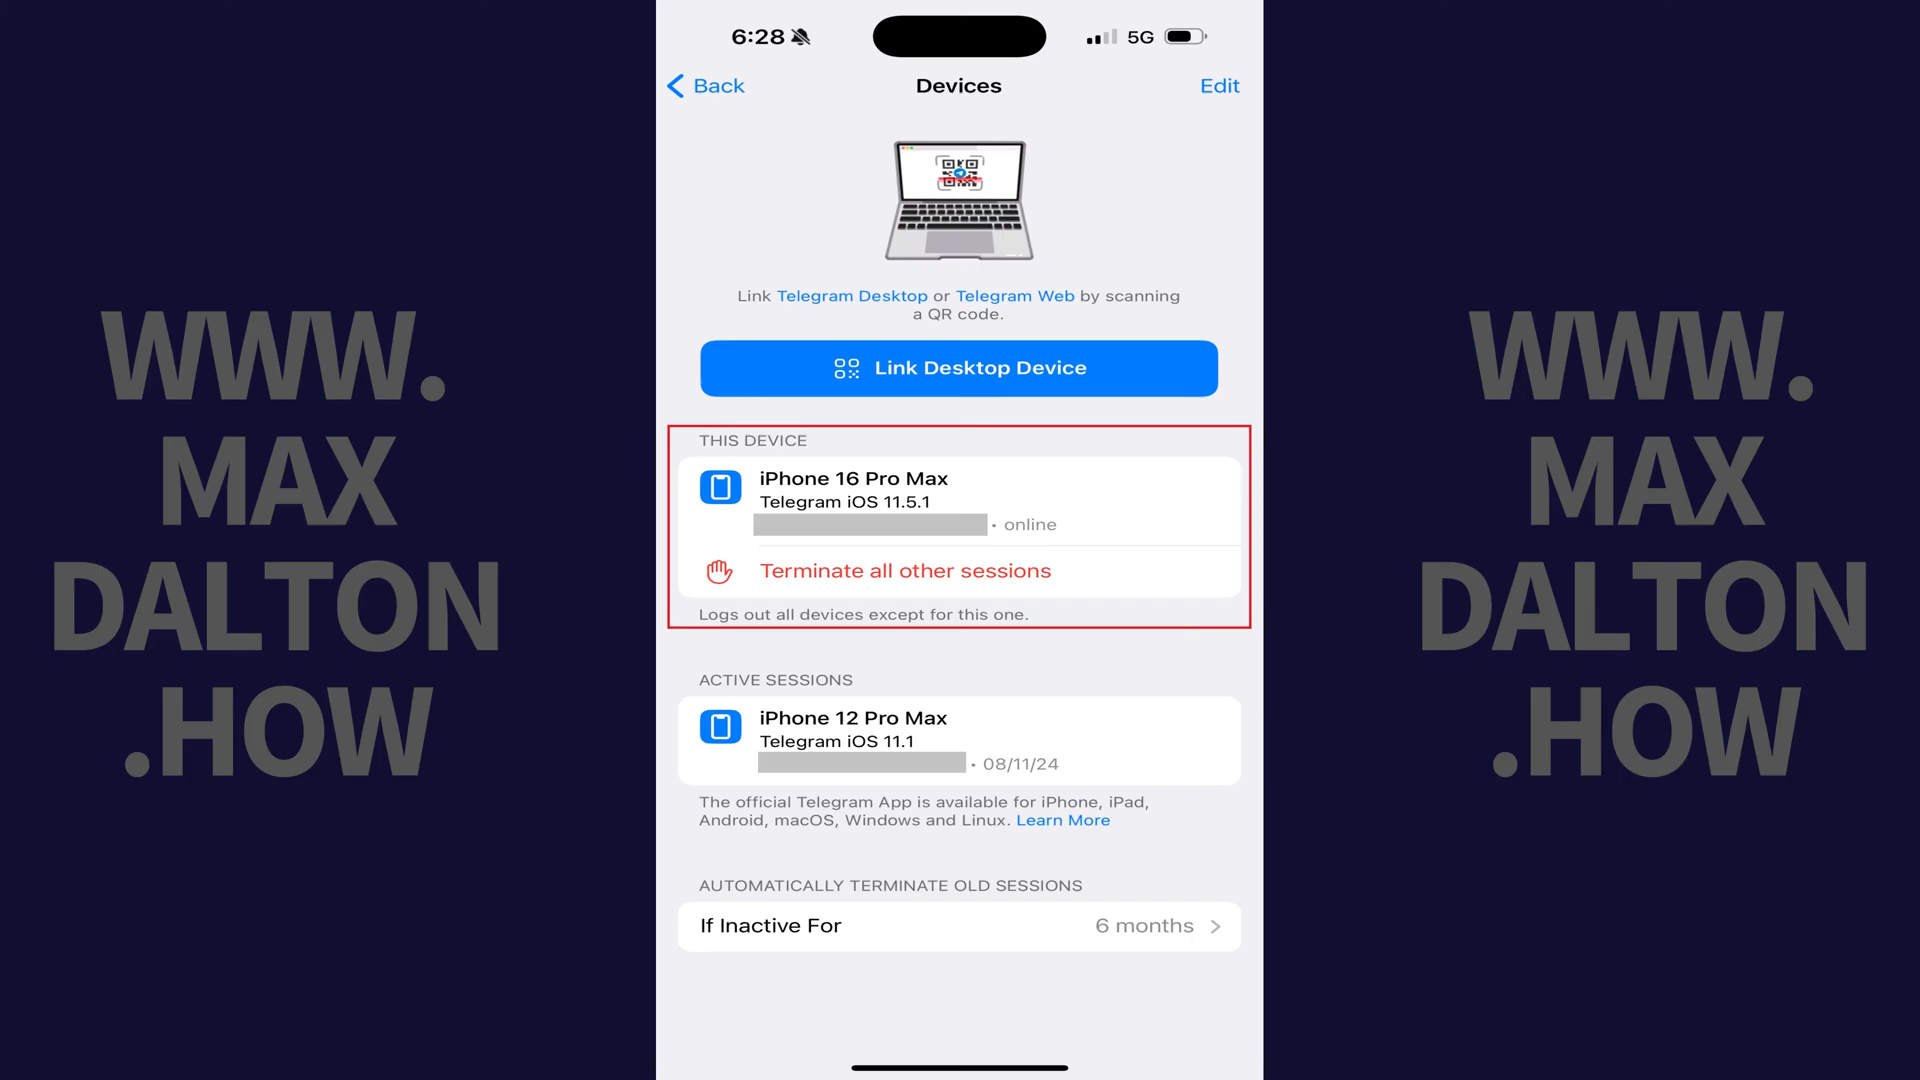 WWW.
MAX
DALTON
.HOW
6:28
5G
Back
Devices
Edit
Link Telegram Desktop or Telegram Web by scanning
a QR code.
Link Desktop Device
THIS DEVICE
iPhone 16 Pro Max
Telegram iOS 11.5.1
• online
Terminate all other sessions
Logs out all devices except for this one.
ACTIVE SESSIONS
iPhone 12 Pro Max
Telegram iOS 11.1
• 08/11/24
The official Telegram App is available for iPhone, iPad,
Android, macOS, Windows and Linux. Learn More
AUTOMATICALLY TERMINATE OLD SESSIONS
If Inactive For
6 months
WWW.
MAX
DALTON
.HOW